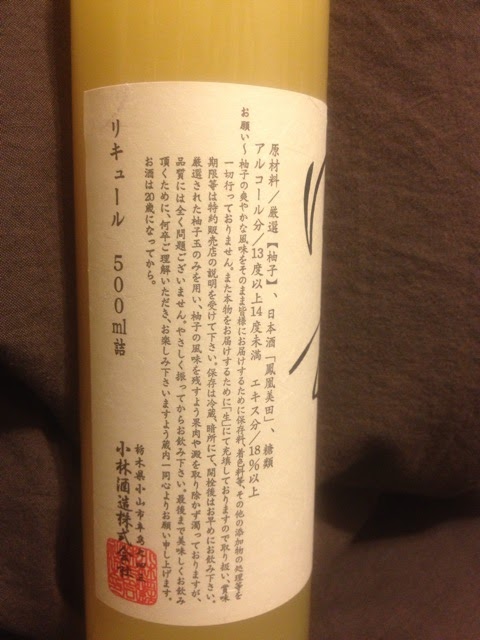 原材料／厳選【柚子】、日本酒「鳳凰美田」、糖類
アルコール分／13度以上14度未満　エキス分／18％以上
お願い〜柚子の爽やかな風味をそのまま皆様にお届けするために保存料、着色料等、その他の添加物の処理等を
一切行っておりません。また本物をお届けするために「生」にて充填しておりますので取り扱い、賞味
期限等は特約販売店の説明を受けて下さい。保存は冷蔵、暗所にて、開栓後はお早めにお飲み下さい。
厳選された柚子玉のみを用い、柚子の風味を残すよう果肉や澱を取り除かず濁っておりますが、
品質には全く問題ございません。やさしく振ってからお飲み下さい。最後まで美味しくお飲み
頂くために、何卒ご理解いただき、お楽しみ下さいますよう蔵内一同心よりお願い申し上げます。
お酒は20歳になってから。
リキュール　500ml詰
栃木県小山市卒島
小林酒造株式会社